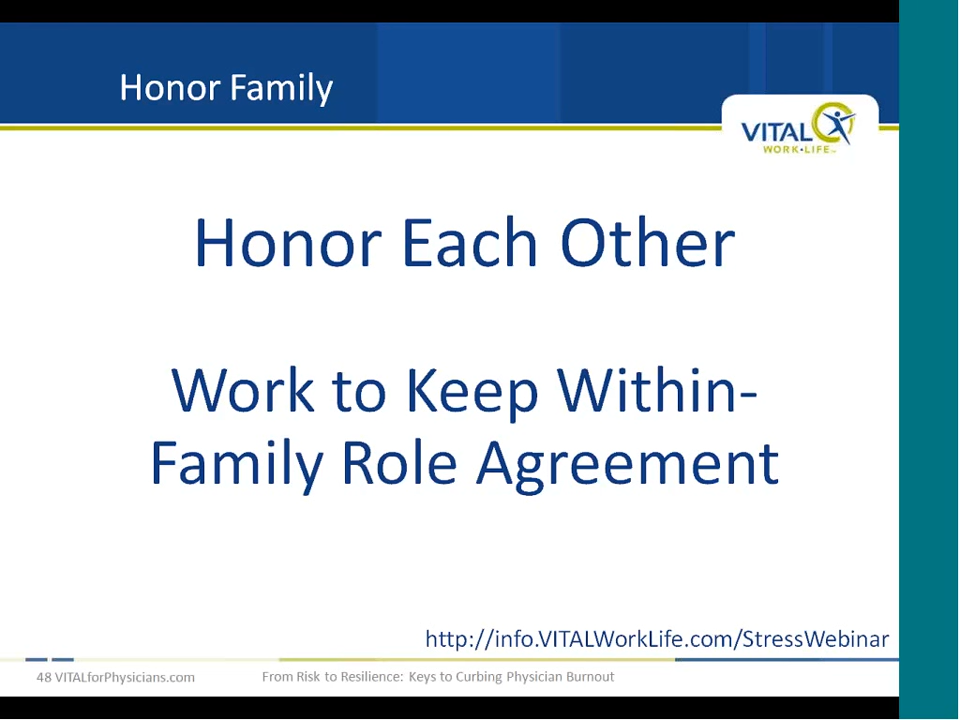 Honor Family
VITAL
WORK•LIFE™
Honor Each Other
Work to Keep Within-
Family Role Agreement
http://info.VITALWorkLife.com/StressWebinar
48 VITALforPhysicians.com
From Risk to Resilience: Keys to Curbing Physician Burnout